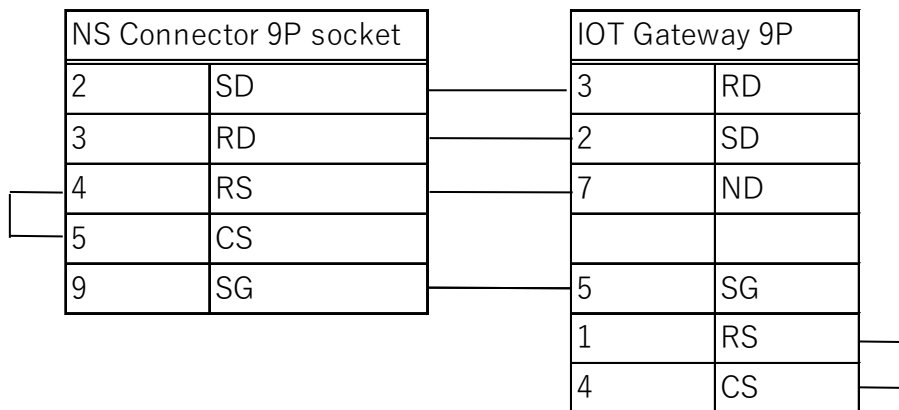 NS Connector 9P socket IOT Gateway 9P
2 SD 3 RD
3 RD 2 SD
4 RS 7 ND
5 CS
9 SG 5 SG
1 RS
4 CS